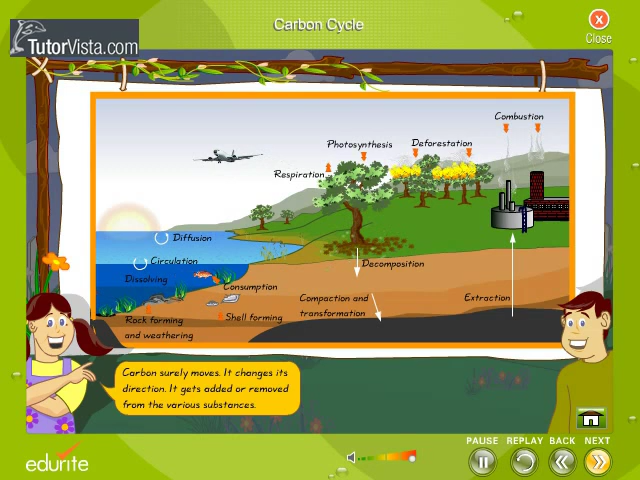 Carbon Cycle
Close
TutorVista.com
Combustion
Photosynthesis
Deforestation
Respiration
Diffusion
Circulation
Decomposition
Dissolving
Consumption
Compaction and
transformation
Extraction
Rock forming
and weathering
Shell forming
Carbon surely moves. It changes its
direction. It gets added or removed
from the various substances.
PAUSE REPLAY BACK NEXT
edurite